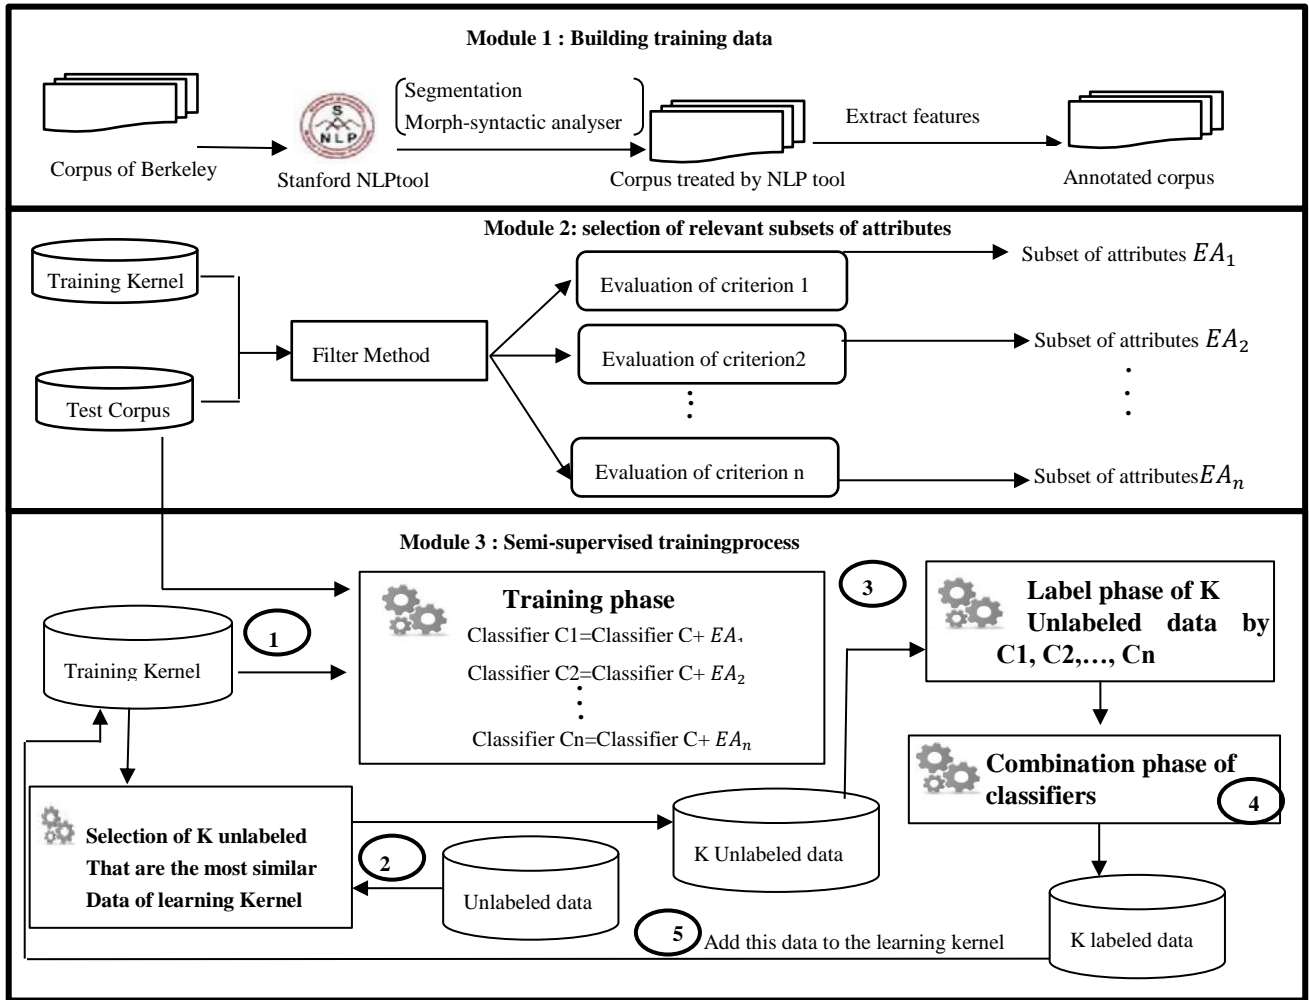 Module 1 : Building training data
Segmentation
Morph-syntactic analyser
Extract features
S
NLP
Corpus of Berkeley
Stanford NLPtool
Corpus treated by NLP tool
Annotated corpus
Module 2: selection of relevant subsets of attributes
Training Kernel
Test Corpus
Filter Method
Evaluation of criterion 1
Subset of attributes EA₁
Evaluation of criterion2
Subset of attributes EA₂
Evaluation of criterion n
Subset of attributesEAₙ
Module 3 : Semi-supervised trainingprocess
1
Training Kernel
Training phase
Classifier C1=Classifier C+ EA₁
Classifier C2=Classifier C+ EA₂
Classifier Cn=Classifier C+ EAₙ
3
Label phase of K
Unlabeled data by
C1, C2,…, Cn
Combination phase of
classifiers
4
Selection of K unlabeled
That are the most similar
Data of learning Kernel
2
Unlabeled data
K Unlabeled data
K labeled data
5
Add this data to the learning kernel